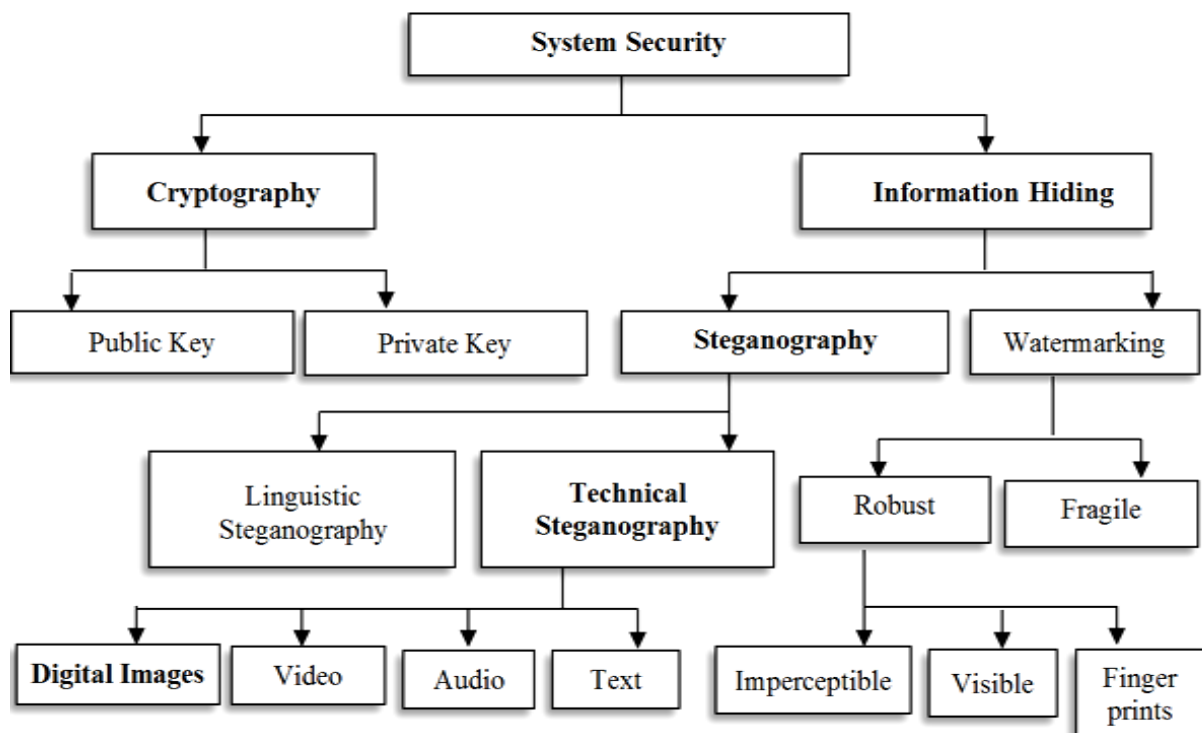 System Security
Cryptography
Information Hiding
Public Key
Private Key
Steganography
Watermarking
Linguistic
Steganography
Technical
Steganography
Robust
Fragile
Digital Images
Video
Audio
Text
Imperceptible
Visible
Finger
prints